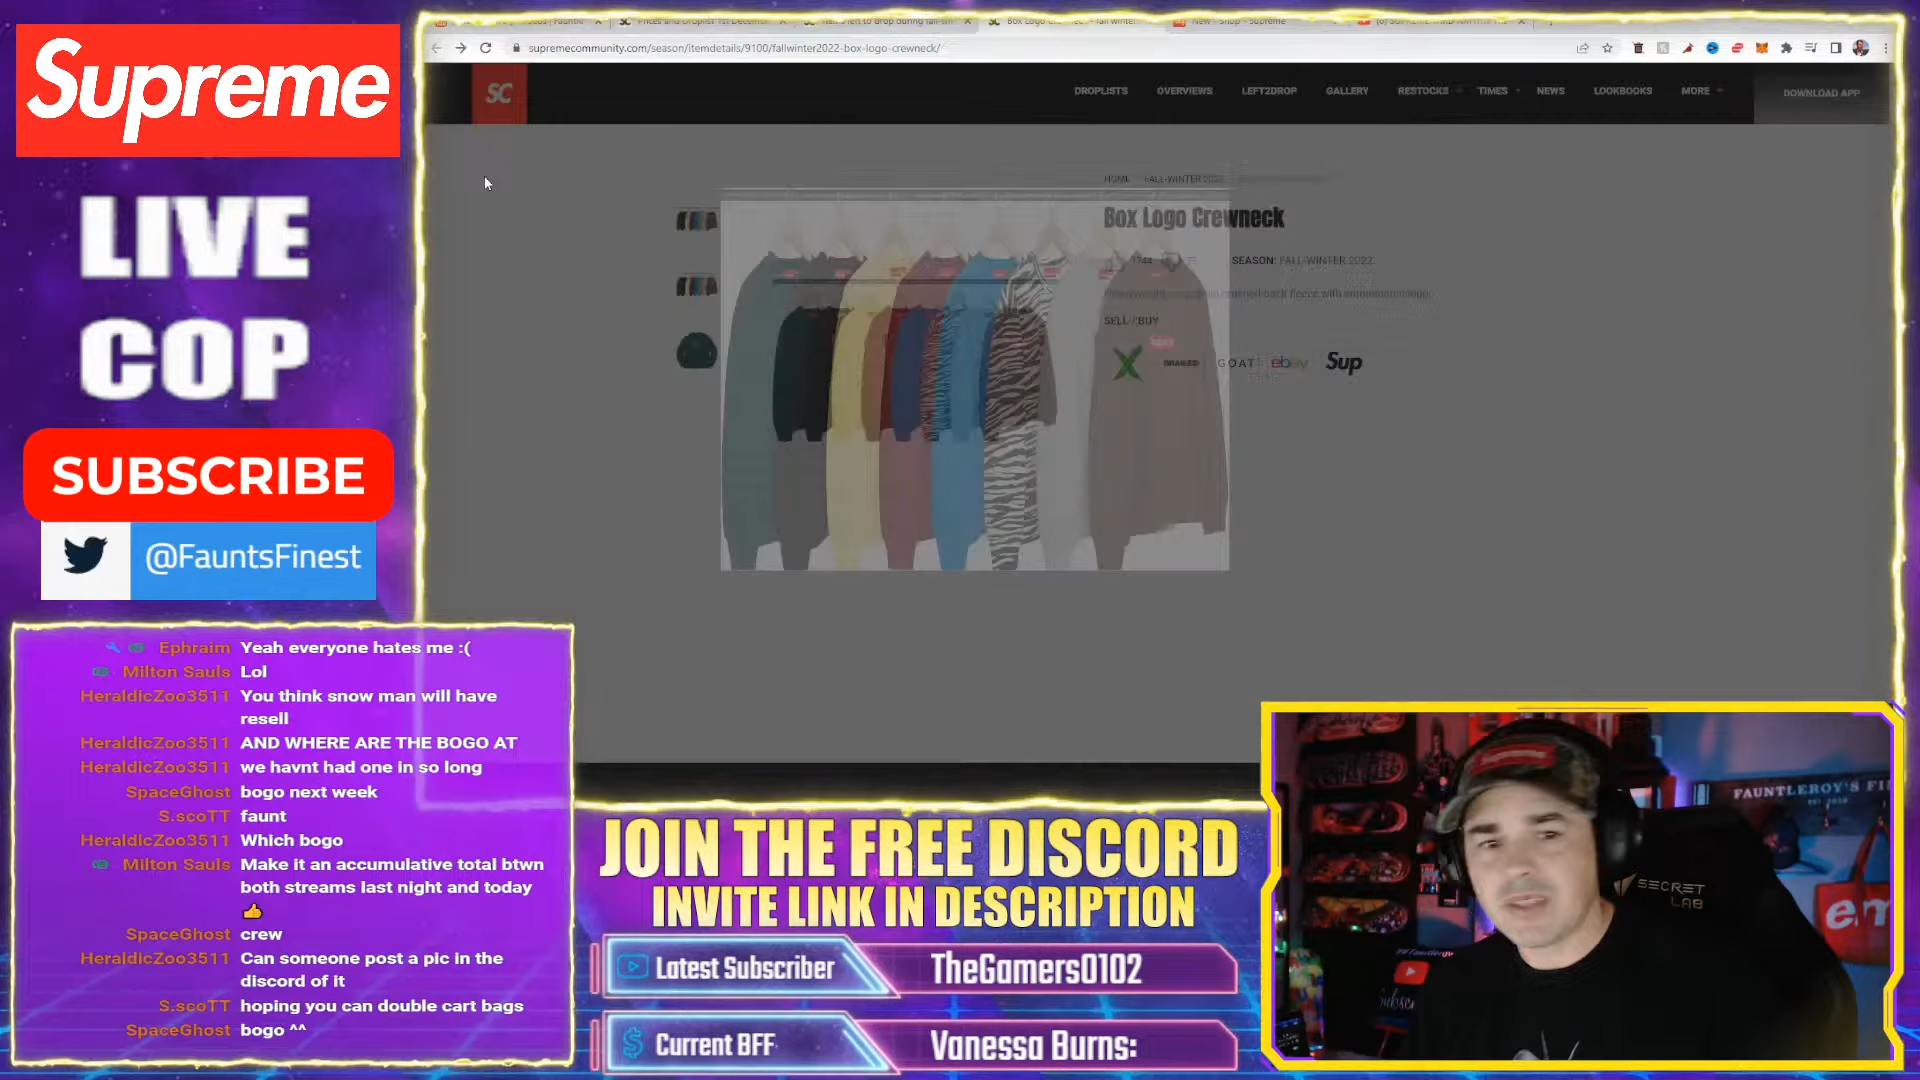 Supreme
LIVE
COP
SUBSCRIBE
@FauntsFinest
supremecommunity.com/season/itemdetails/9100/fallwinter2022-box-logo-crewneck/
SC
DROPLISTS
OVERVIEWS
LEFT2DROP
GALLERY
RESTOCKS
TIMES
NEWS
LOOKBOOKS
MORE
DOWNLOAD APP
HOME
FALL-WINTER 2022
Box Logo Crewneck
SEASON: FALL-WINTER 2022
SELL / BUY
GRAILED
GOAT
ebay
Sup
Ephraim Yeah everyone hates me :(
Milton Sauls Lol
HeraldicZoo3511 You think snow man will have
resell
HeraldicZoo3511 AND WHERE ARE THE BOGO AT
HeraldicZoo3511 we havnt had one in so long
SpaceGhost bogo next week
S.scoTT faunt
HeraldicZoo3511 Which bogo
Milton Sauls Make it an accumulative total btwn
both streams last night and today
👍
SpaceGhost crew
HeraldicZoo3511 Can someone post a pic in the
discord of it
S.scoTT hoping you can double cart bags
SpaceGhost bogo ^^
JOIN THE FREE DISCORD
INVITE LINK IN DESCRIPTION
Latest Subscriber
TheGamers0102
Current BFF
Vanessa Burns:
SECRET
LAB
FAUNTLEROY'S FI